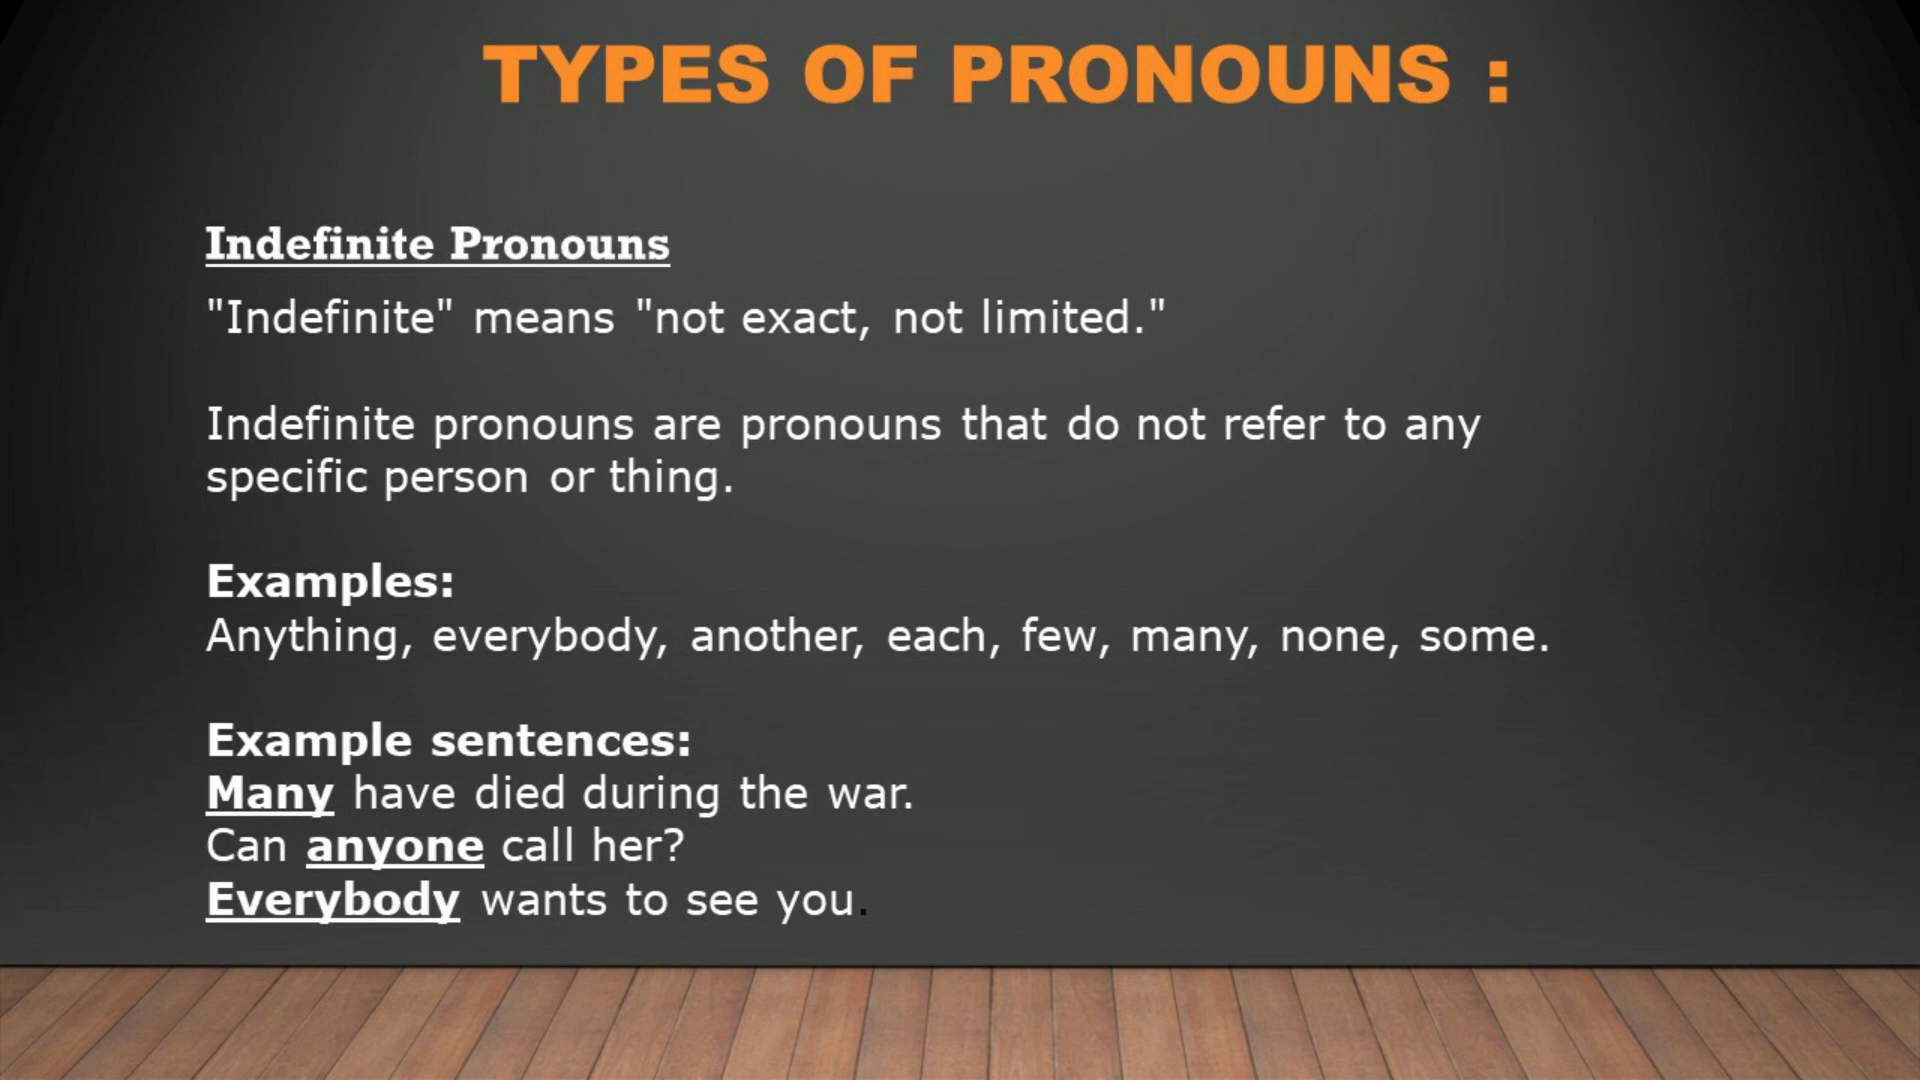 TYPES OF PRONOUNS :
Indefinite Pronouns
"Indefinite" means "not exact, not limited."
Indefinite pronouns are pronouns that do not refer to any
specific person or thing.
Examples:
Anything, everybody, another, each, few, many, none, some.
Example sentences:
Many have died during the war.
Can anyone call her?
Everybody wants to see you.